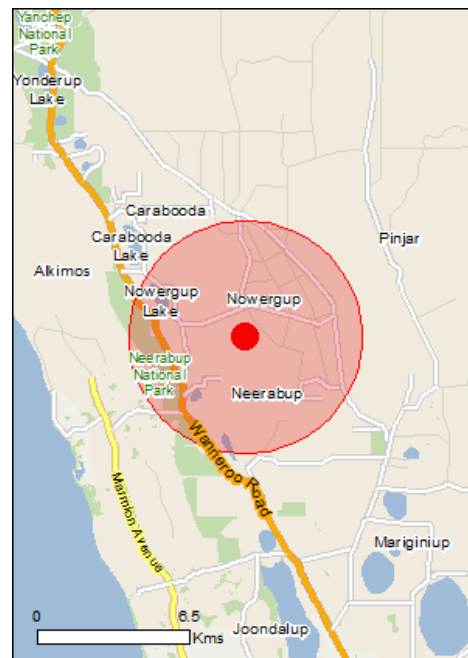 Yanchep
National
Park
Yonderup
Lake
Carabooda
Carabooda
Lake
Pinjar
Alkimos
Nowergup
Lake
Nowergup
Neerabup
National
Park
Neerabup
Wanneroo Road
Marmion Avenue
Mariginiup
0
6.5
Kms
Joondalup